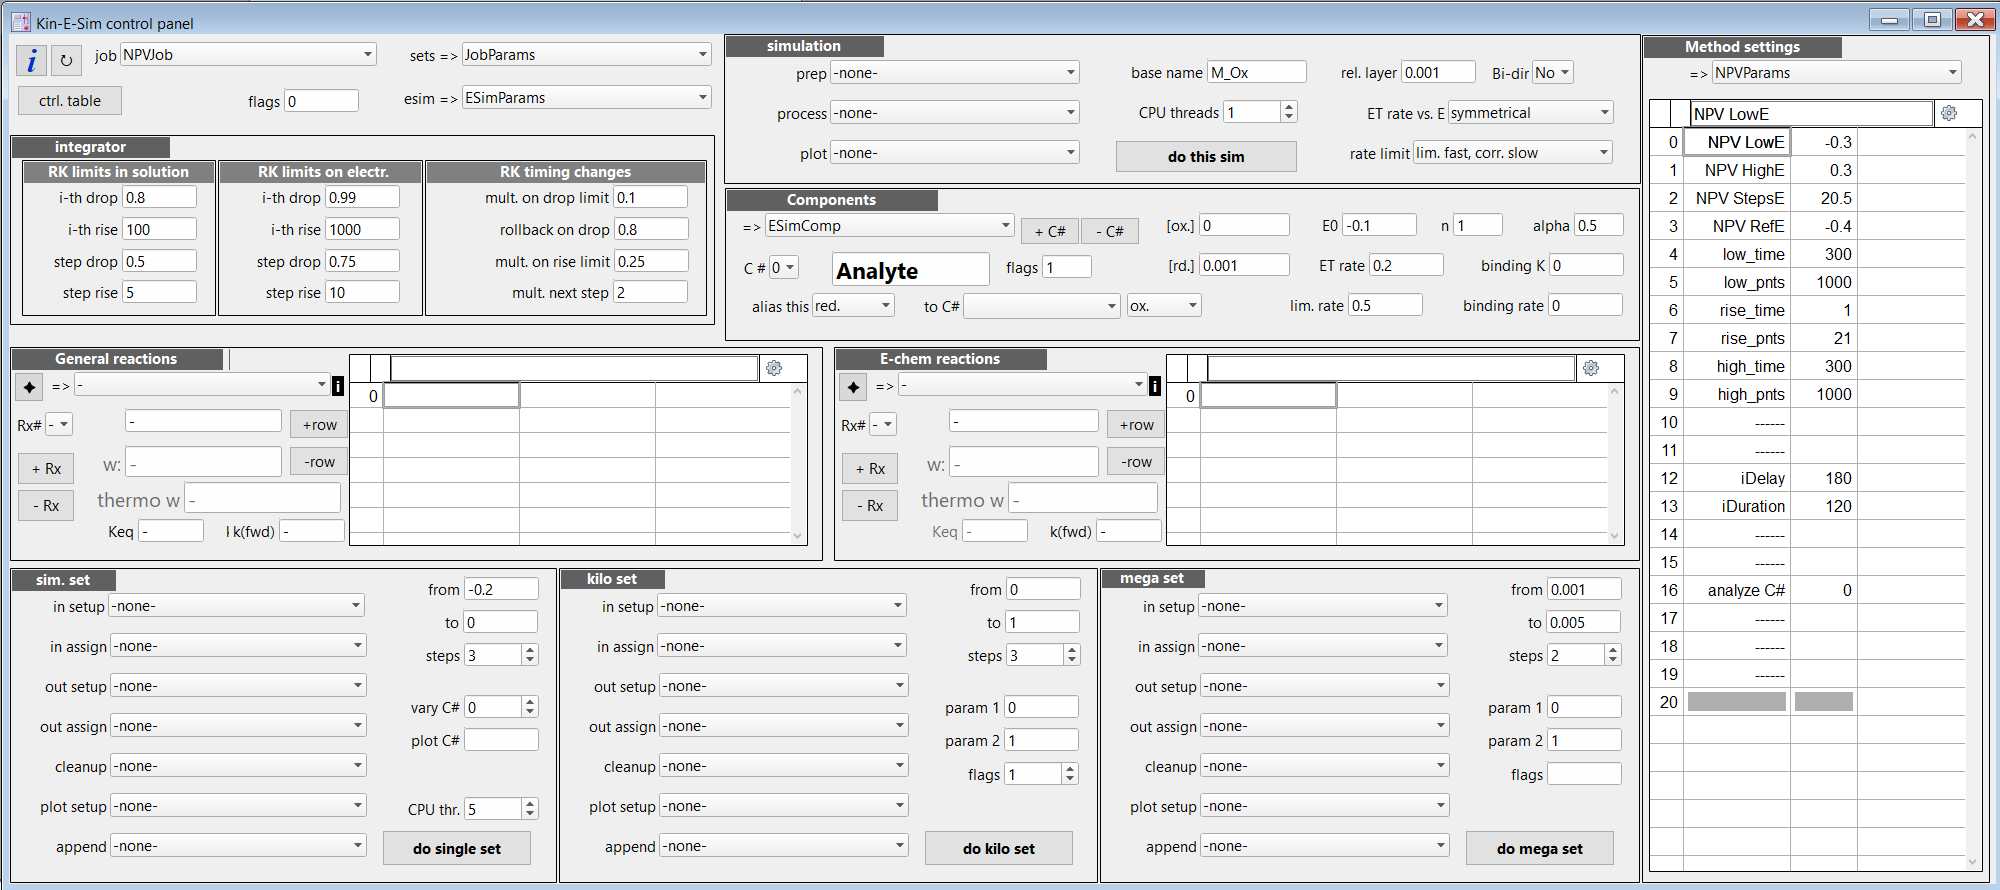 Kin-E-Sim control panel
i ↻ job NPVJob sets => JobParams
ctrl. table flags 0 esim => ESimParams
integrator
RK limits in solution
i-th drop 0.8
i-th rise 100
step drop 0.5
step rise 5
RK limits on electr.
i-th drop 0.99
i-th rise 1000
step drop 0.75
step rise 10
RK timing changes
mult. on drop limit 0.1
rollback on drop 0.8
mult. on rise limit 0.25
mult. next step 2
simulation
prep -none- base name M_Ox rel. layer 0.001 Bi-dir No
process -none- CPU threads 1 ET rate vs. E symmetrical
plot -none- do this sim rate limit lim. fast, corr. slow
Components
=> ESimComp + C# - C# [ox.] 0 E0 -0.1 n 1 alpha 0.5
C # 0 Analyte flags 1 [rd.] 0.001 ET rate 0.2 binding K 0
alias this red. to C# ox. lim. rate 0.5 binding rate 0
General reactions
=> - i
0
Rx# - - +row
+ Rx w: - -row
- Rx thermo w -
Keq - l k(fwd) -
E-chem reactions
=> - i
0
Rx# - - +row
+ Rx w: - -row
- Rx thermo w -
Keq - k(fwd) -
sim. set
in setup -none- from -0.2
in assign -none- to 0
steps 3
out setup -none-
out assign -none- vary C# 0
plot C#
cleanup -none-
plot setup -none- CPU thr. 5
append -none- do single set
kilo set
in setup -none- from 0
in assign -none- to 1
steps 3
out setup -none- param 1 0
out assign -none- param 2 1
cleanup -none- flags 1
plot setup -none-
append -none- do kilo set
mega set
in setup -none- from 0.001
in assign -none- to 0.005
steps 2
out setup -none- param 1 0
out assign -none- param 2 1
cleanup -none- flags
plot setup -none-
append -none- do mega set
Method settings
=> NPVParams
NPV LowE
0 NPV LowE -0.3
1 NPV HighE 0.3
2 NPV StepsE 20.5
3 NPV RefE -0.4
4 low_time 300
5 low_pnts 1000
6 rise_time 1
7 rise_pnts 21
8 high_time 300
9 high_pnts 1000
10 ------
11 ------
12 iDelay 180
13 iDuration 120
14 ------
15 ------
16 analyze C# 0
17 ------
18 ------
19 ------
20